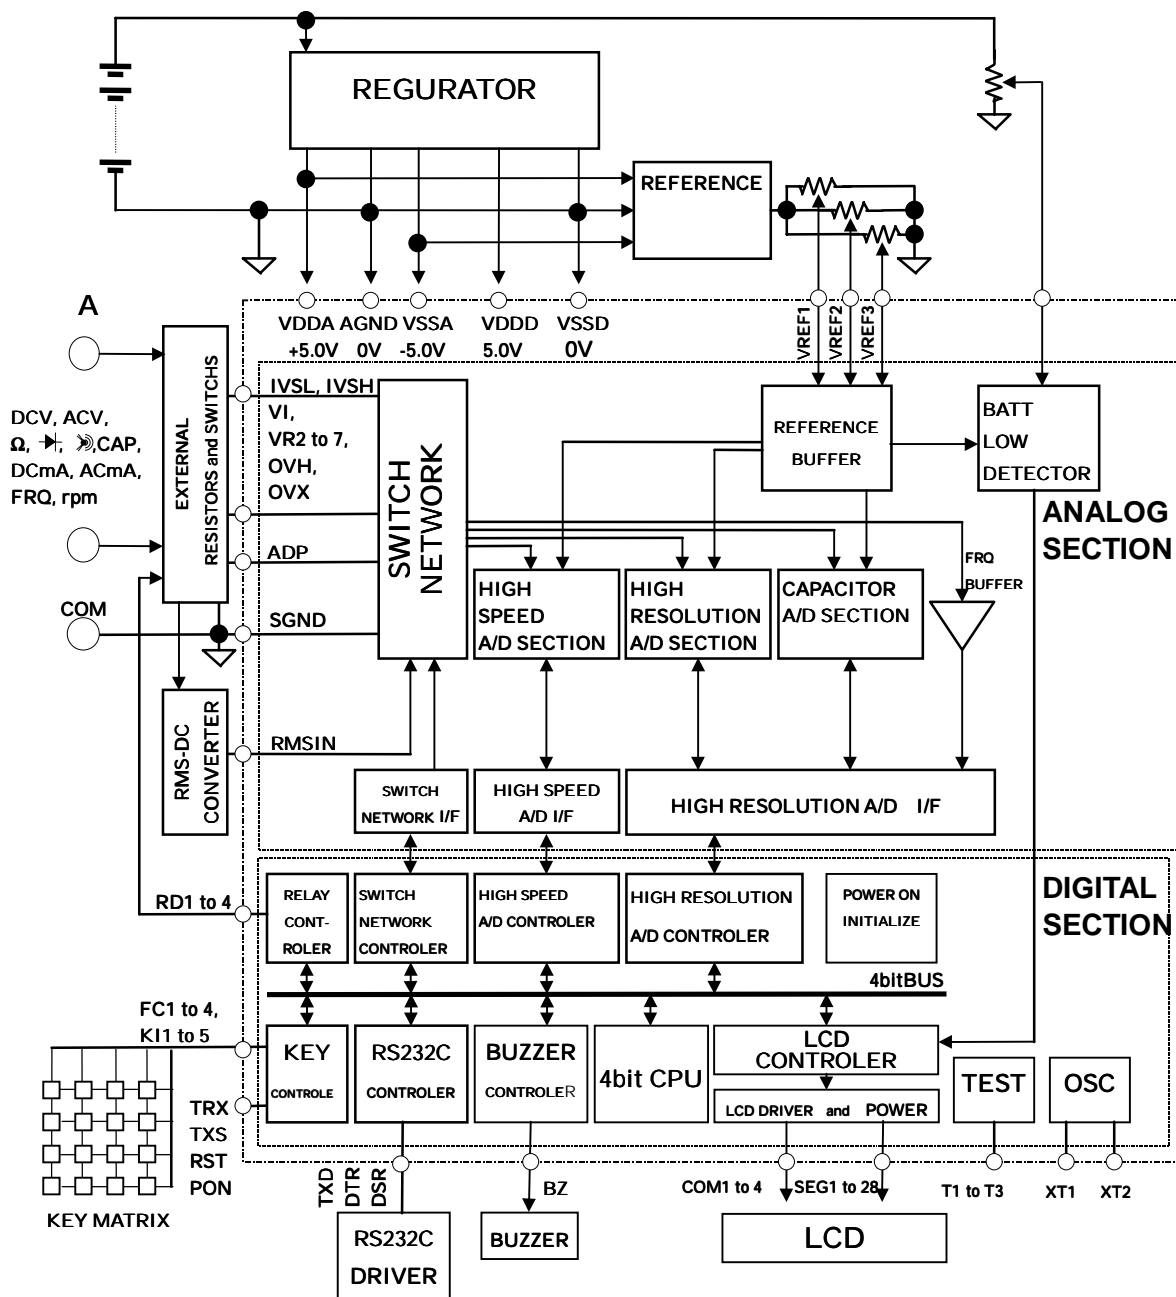 REGURATOR
REFERENCE
A
VDDA AGND VSSA VDDD VSSD
+5.0V 0V -5.0V 5.0V 0V
VREF1
VREF2
VREF3
EXTERNAL
RESISTORS and SWITCHS
DCV, ACV,
Ω, CAP,
DCmA, ACmA,
FRQ, rpm
IVSL, IVSH
VI,
VR2 to 7,
OVH,
OVX
SWITCH
NETWORK
REFERENCE
BUFFER
BATT
LOW
DETECTOR
ANALOG
SECTION
ADP
HIGH
SPEED
A/D SECTION
HIGH
RESOLUTION
A/D SECTION
CAPACITOR
A/D SECTION
FRQ
BUFFER
COM
SGND
RMS-DC
CONVERTER
RMSIN
SWITCH
NETWORK I/F
HIGH SPEED
A/D I/F
HIGH RESOLUTION A/D I/F
RD1 to 4
RELAY
CONT-
ROLER
SWITCH
NETWORK
CONTROLER
HIGH SPEED
A/D CONTROLER
HIGH RESOLUTION
A/D CONTROLER
POWER ON
INITIALIZE
DIGITAL
SECTION
4bitBUS
FC1 to 4,
KI1 to 5
KEY
CONTROLE
RS232C
CONTROLER
BUZZER
CONTROLER
4bit CPU
LCD
CONTROLER
LCD DRIVER and POWER
TEST
OSC
TRX
TXS
RST
PON
KEY MATRIX
TXD
DTR
DSR
BZ
COM1 to 4
SEG1 to 28
T1 to T3
XT1
XT2
RS232C
DRIVER
BUZZER
LCD